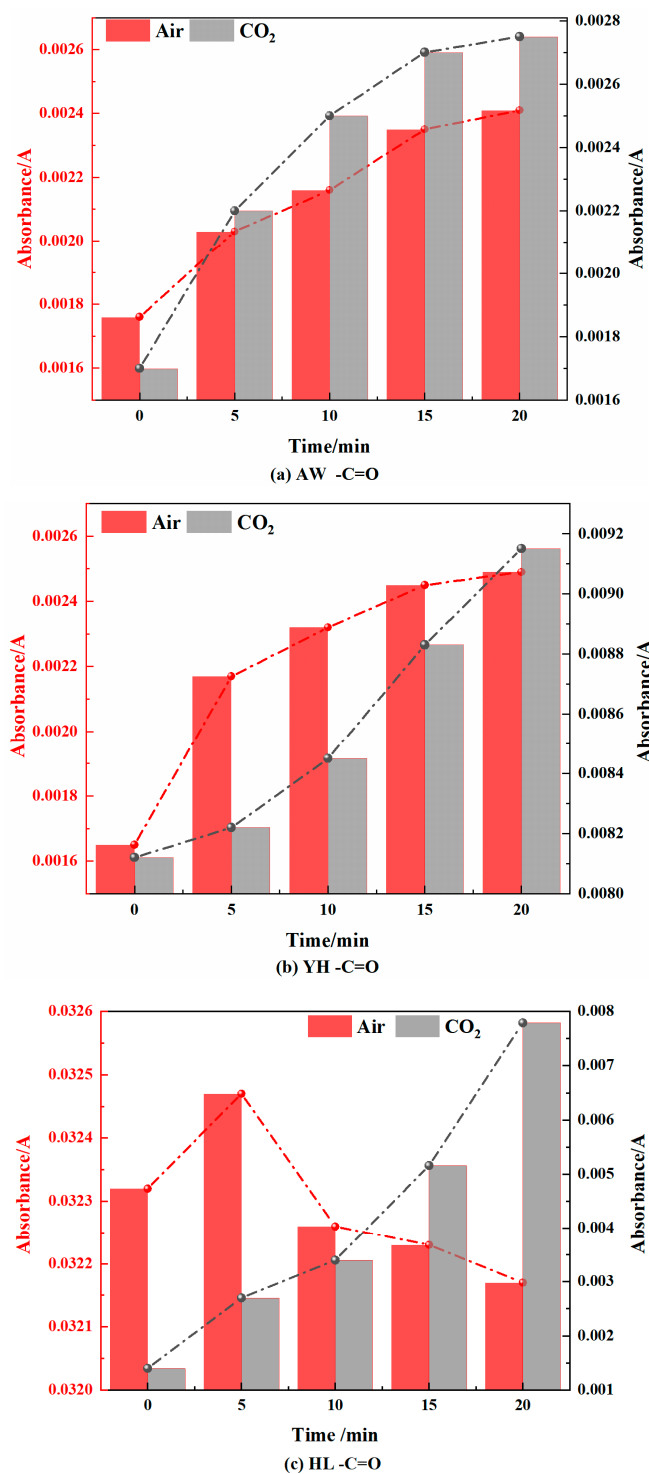 Air CO₂
Absorbance/A
0.0026
0.0024
0.0022
0.0020
0.0018
0.0016
0.0028
0.0026
0.0024
0.0022
0.0020
0.0018
0.0016
Absorbance/A
0 5 10 15 20
Time/min
(a) AW -C=O
Air CO₂
Absorbance/A
0.0026
0.0024
0.0022
0.0020
0.0018
0.0016
0.0092
0.0090
0.0088
0.0086
0.0084
0.0082
0.0080
Absorbance/A
0 5 10 15 20
Time/min
(b) YH -C=O
Air CO₂
Absorbance/A
0.0326
0.0325
0.0324
0.0323
0.0322
0.0321
0.0320
0.008
0.007
0.006
0.005
0.004
0.003
0.002
0.001
Absorbance/A
0 5 10 15 20
Time /min
(c) HL -C=O